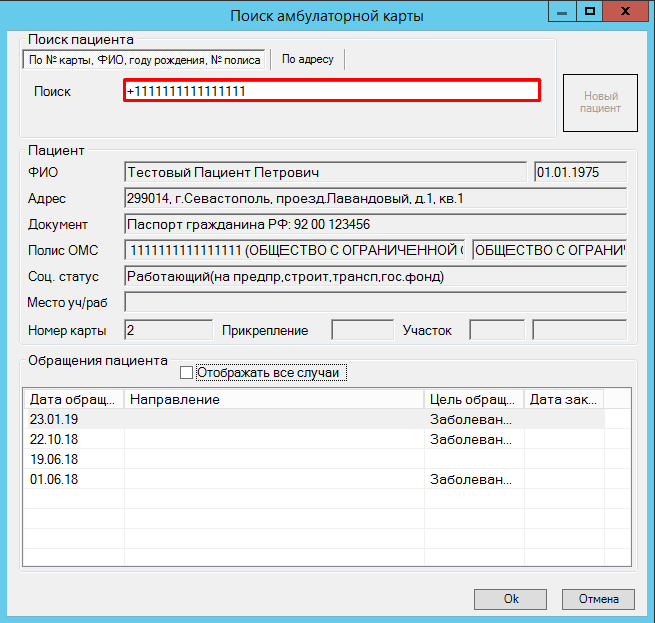 Поиск амбулаторной карты
Поиск пациента
По № карты, ФИО, году рождения, № полиса По адресу
Поиск +1111111111111111
Новый
пациент
Пациент
ФИО Тестовый Пациент Петрович 01.01.1975
Адрес 299014, г.Севастополь, проезд.Лавандовый, д.1, кв.1
Документ Паспорт гражданина РФ: 92 00 123456
Полис ОМС 1111111111111111 (ОБЩЕСТВО С ОГРАНИЧЕННОЙ ОБЩЕСТВО С ОГРАНИ
Соц. статус Работающий(на предпр,строит,трансп,гос.фонд)
Место уч/раб
Номер карты 2 Прикрепление Участок
Обращения пациента
Отображать все случаи
Дата обращ... Направление Цель обращ... Дата зак...
23.01.19 Заболеван...
22.10.18 Заболеван...
19.06.18
01.06.18 Заболеван...
Ok Отмена